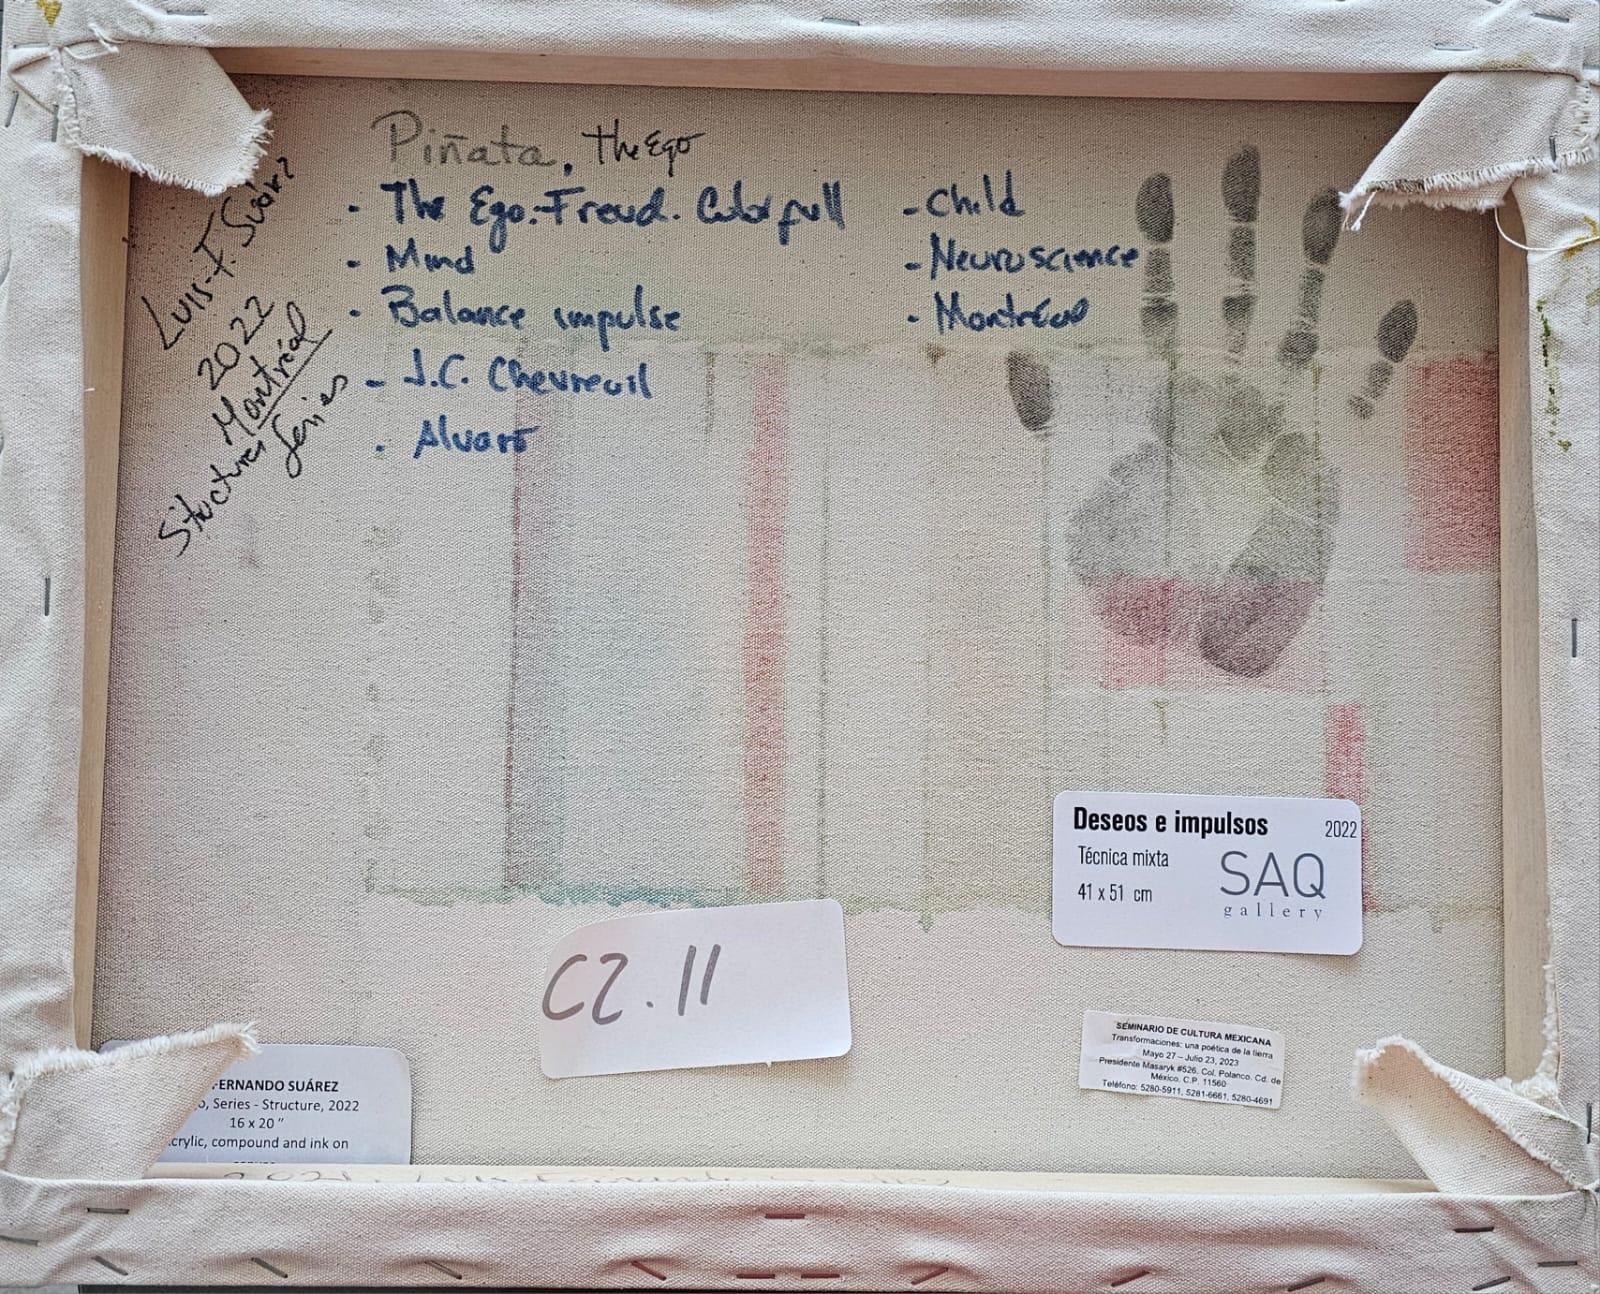 Piñata, The Ego
- The Ego. Freud. Colorfull
- Mind
- Balance impulse
- J.C. Chevreuil
- Alvaro
- Child
- Neuroscience
- Montréal
Luis-F. Suárez
2022
Montréal
Structures Series
Deseos e impulsos 2022
Técnica mixta
41 x 51 cm
SAQ
gallery
C2.11
SEMINARIO DE CULTURA MEXICANA
Transformaciones: una poética de la tierra
Mayo 27 – Julio 23, 2023
Presidente Masaryk #526. Col. Polanco. Cd. de
México. C.P. 11560
Teléfono: 5280-5911, 5281-6661, 5280-4691
FERNANDO SUÁREZ
, Series - Structure, 2022
16 x 20 "
crylic, compound and ink on
Luis Fernando